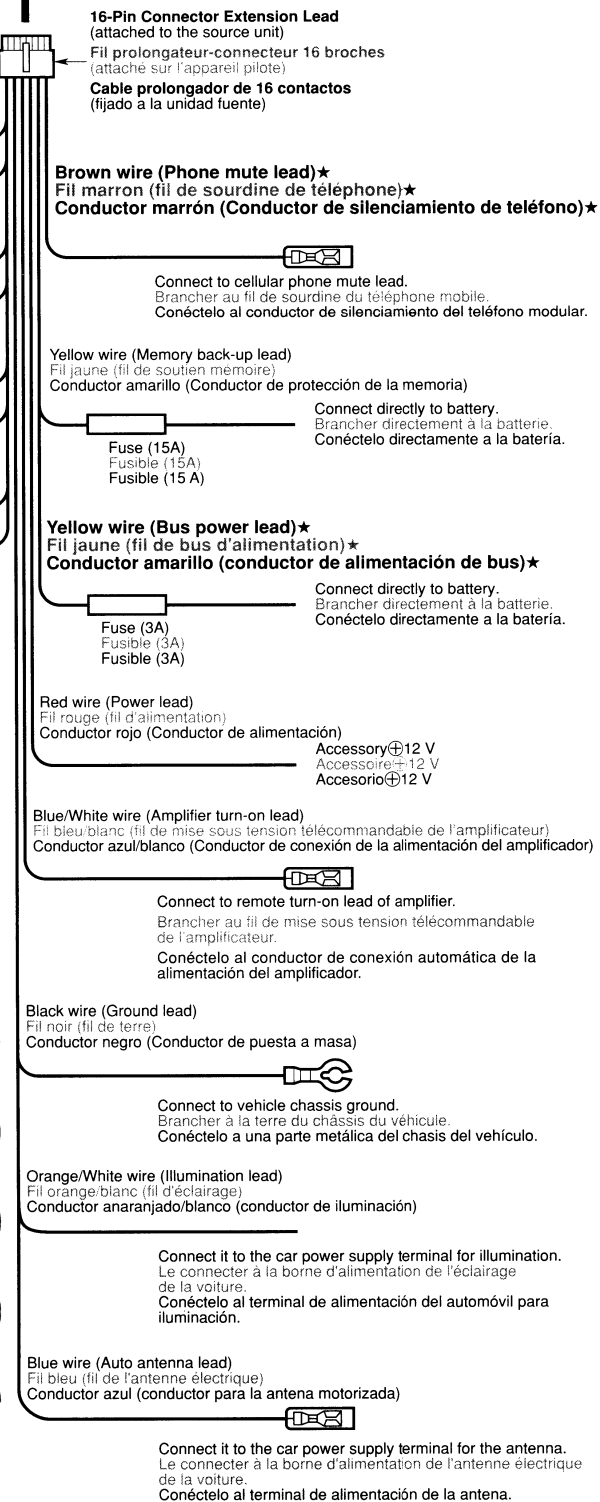 16-Pin Connector Extension Lead
(attached to the source unit)
Fil prolongateur-connecteur 16 broches
(attaché sur l'appareil pilote)
Cable prolongador de 16 contactos
(fijado a la unidad fuente)
Brown wire (Phone mute lead)★
Fil marron (fil de sourdine de téléphone)★
Conductor marrón (Conductor de silenciamiento de teléfono)★
Connect to cellular phone mute lead.
Brancher au fil de sourdine du téléphone mobile.
Conéctelo al conductor de silenciamiento del teléfono modular.
Yellow wire (Memory back-up lead)
Fil jaune (fil de soutien mémoire)
Conductor amarillo (Conductor de protección de la memoria)
Connect directly to battery.
Brancher directement à la batterie.
Conéctelo directamente a la batería.
Fuse (15A)
Fusible (15A)
Fusible (15 A)
Yellow wire (Bus power lead)★
Fil jaune (fil de bus d'alimentation)★
Conductor amarillo (conductor de alimentación de bus)★
Connect directly to battery.
Brancher directement à la batterie.
Conéctelo directamente a la batería.
Fuse (3A)
Fusible (3A)
Fusible (3A)
Red wire (Power lead)
Fil rouge (fil d'alimentation)
Conductor rojo (Conductor de alimentación)
Accessory⊕12 V
Accessoire⊕12 V
Accesorio⊕12 V
Blue/White wire (Amplifier turn-on lead)
Fil bleu/blanc (fil de mise sous tension télécommandable de l'amplificateur)
Conductor azul/blanco (Conductor de conexión de la alimentación del amplificador)
Connect to remote turn-on lead of amplifier.
Brancher au fil de mise sous tension télécommandable
de l'amplificateur.
Conéctelo al conductor de conexión automática de la
alimentación del amplificador.
Black wire (Ground lead)
Fil noir (fil de terre)
Conductor negro (Conductor de puesta a masa)
Connect to vehicle chassis ground.
Brancher à la terre du châssis du véhicule.
Conéctelo a una parte metálica del chasis del vehículo.
Orange/White wire (Illumination lead)
Fil orange/blanc (fil d'éclairage)
Conductor anaranjado/blanco (conductor de iluminación)
Connect it to the car power supply terminal for illumination.
Le connecter à la borne d'alimentation de l'éclairage
de la voiture.
Conéctelo al terminal de alimentación del automóvil para
iluminación.
Blue wire (Auto antenna lead)
Fil bleu (fil de l'antenne électrique)
Conductor azul (conductor para la antena motorizada)
Connect it to the car power supply terminal for the antenna.
Le connecter à la borne d'alimentation de l'antenne électrique
de la voiture.
Conéctelo al terminal de alimentación de la antena.